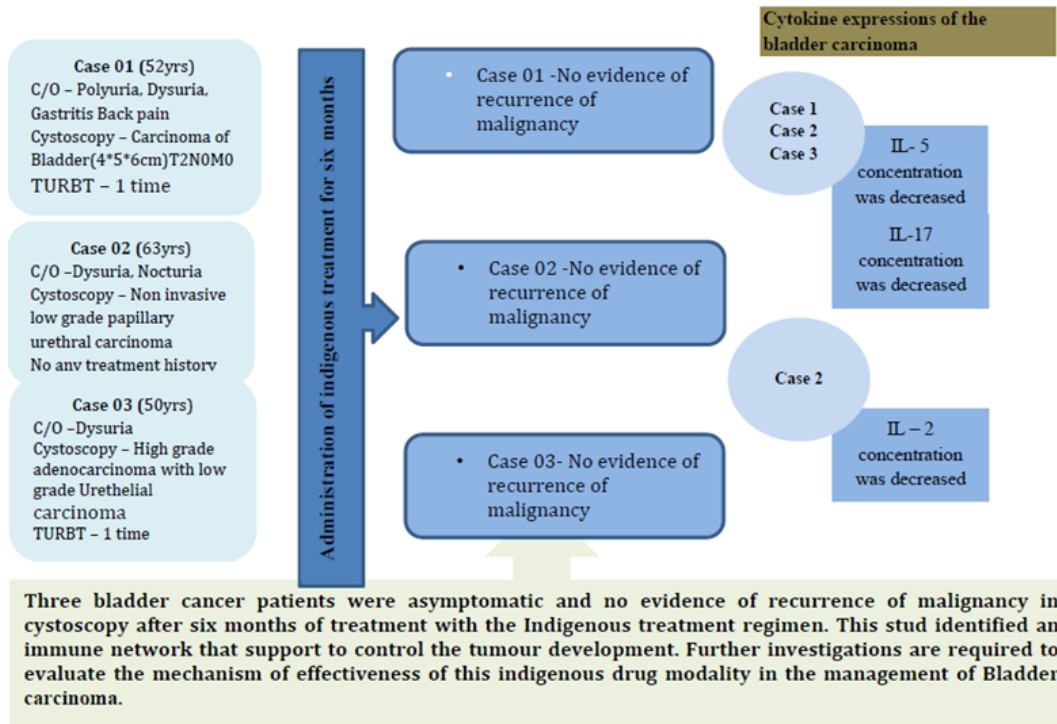 Cytokine expressions of the
bladder carcinoma
Case 01 (52yrs)
C/O – Polyuria, Dysuria,
Gastritis Back pain
Cystoscopy – Carcinoma of
Bladder(4*5*6cm)T2N0M0
TURBT – 1 time
Case 02 (63yrs)
C/O –Dysuria, Nocturia
Cystoscopy – Non invasive
low grade papillary
urethral carcinoma
No any treatment history
Case 03 (50yrs)
C/O –Dysuria
Cystoscopy – High grade
adenocarcinoma with low
grade Urethelial
carcinoma
TURBT – 1 time
Administration of indigenous treatment for six months
• Case 01 -No evidence of
recurrence of
malignancy
• Case 02 -No evidence of
recurrence of
malignancy
• Case 03- No evidence of
recurrence of
malignancy
Case 1
Case 2
Case 3
IL- 5
concentration
was decreased
IL-17
concentration
was decreased
Case 2
IL – 2
concentration
was decreased
Three bladder cancer patients were asymptomatic and no evidence of recurrence of malignancy in
cystoscopy after six months of treatment with the Indigenous treatment regimen. This stud identified an
immune network that support to control the tumour development. Further investigations are required to
evaluate the mechanism of effectiveness of this indigenous drug modality in the management of Bladder
carcinoma.